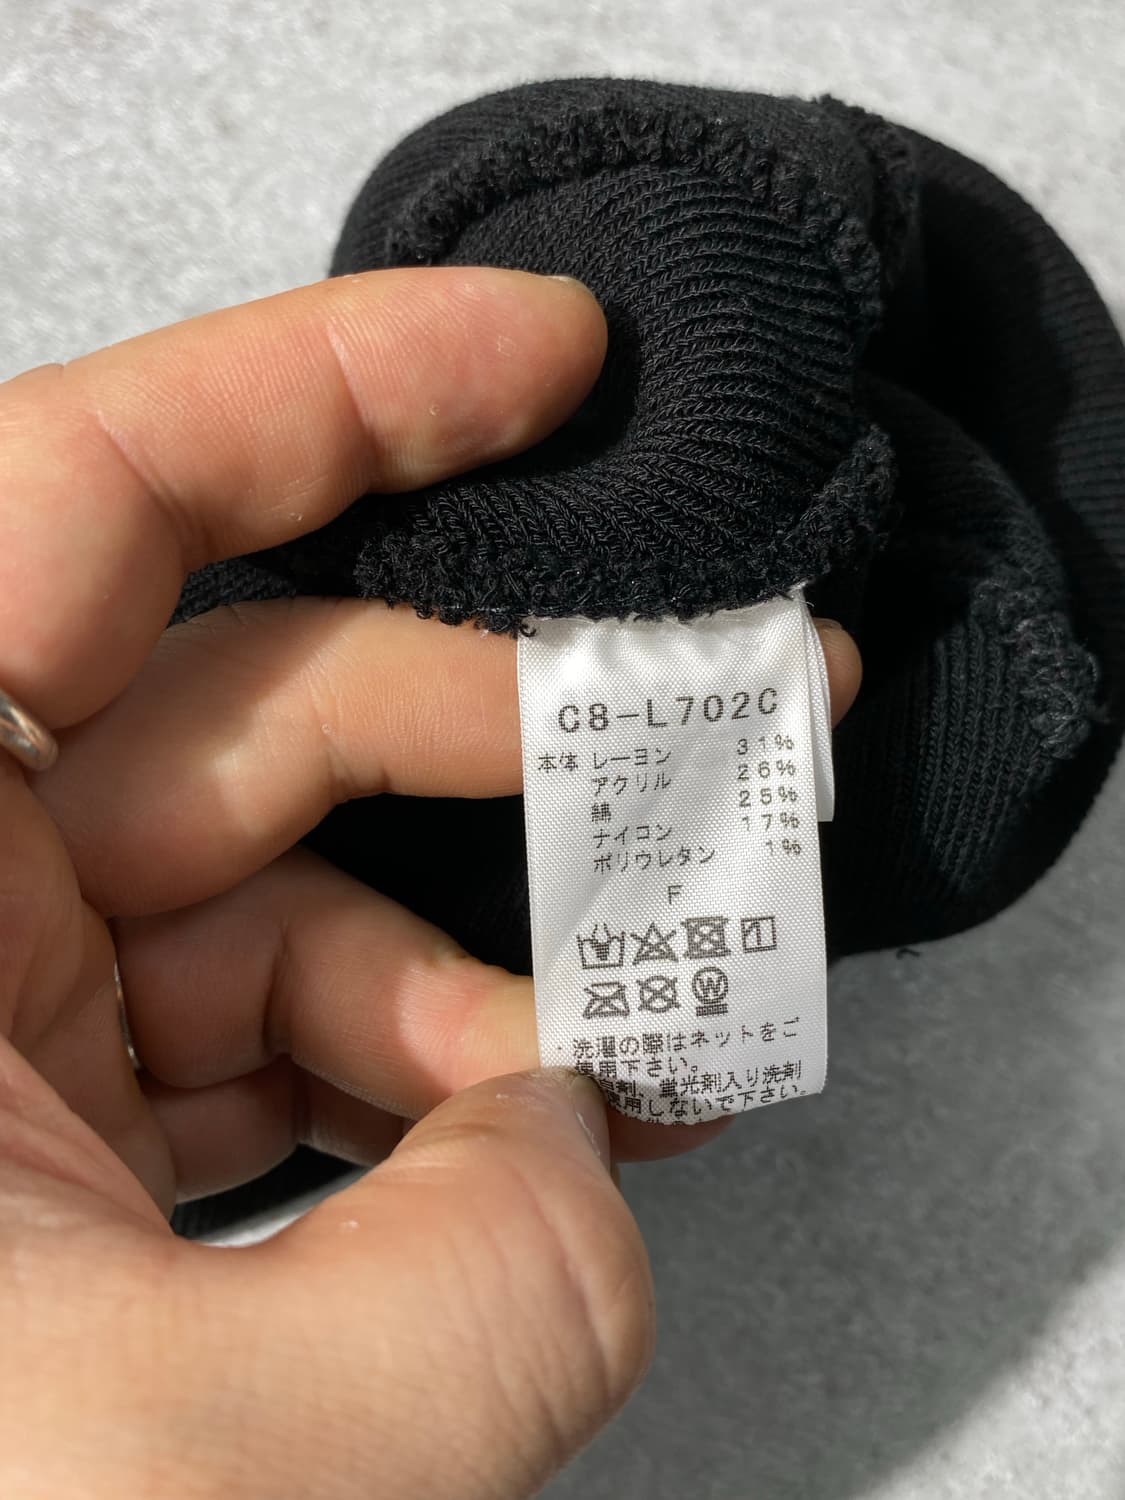 C8-L702C
本体 レーヨン 31%
アクリル 26%
綿 25%
ナイロン 17%
ポリウレタン 1%
F
W
・洗濯の際はネットをご
使用下さい。
剤、蛍光剤入り洗剤
使用しないで下さい。